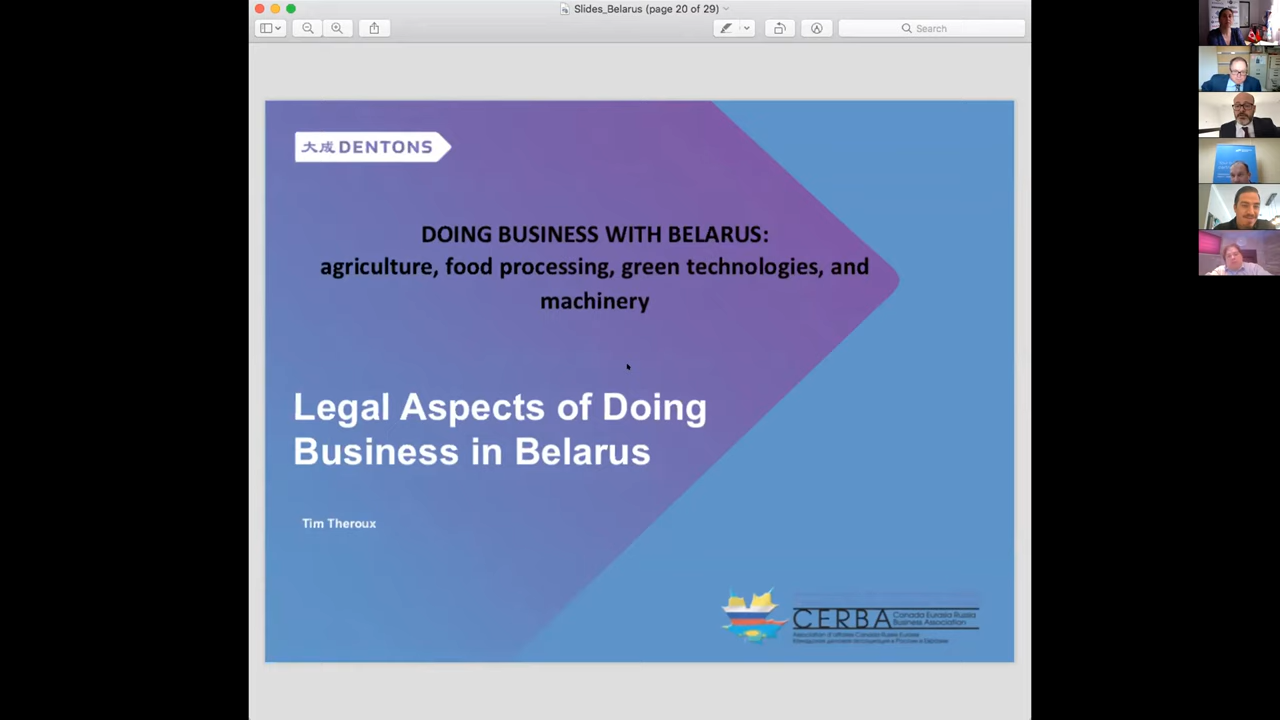 Slides_Belarus (page 20 of 29)
Search
大成 DENTONS
DOING BUSINESS WITH BELARUS:
agriculture, food processing, green technologies, and
machinery
Legal Aspects of Doing
Business in Belarus
Tim Theroux
CERBA
Canada Eurasia Russia
Business Association